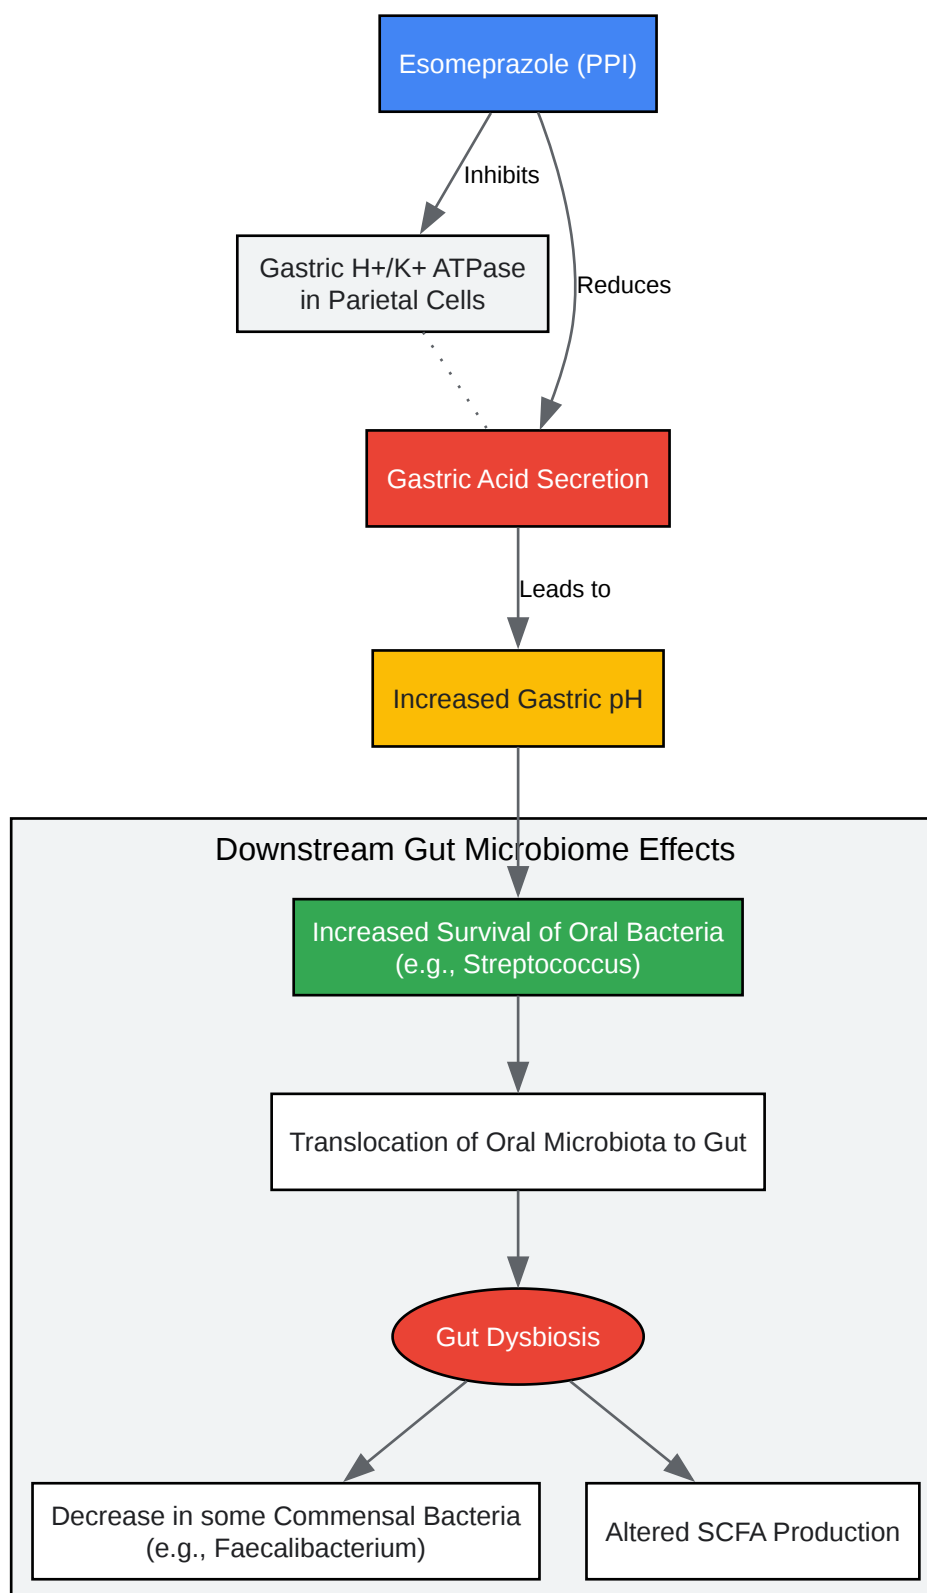 Esomeprazole (PPI)
Inhibits
Gastric H+/K+ ATPase
in Parietal Cells
Reduces
Gastric Acid Secretion
Leads to
Increased Gastric pH
Downstream Gut Microbiome Effects
Increased Survival of Oral Bacteria
(e.g., Streptococcus)
Translocation of Oral Microbiota to Gut
Gut Dysbiosis
Decrease in some Commensal Bacteria
(e.g., Faecalibacterium)
Altered SCFA Production